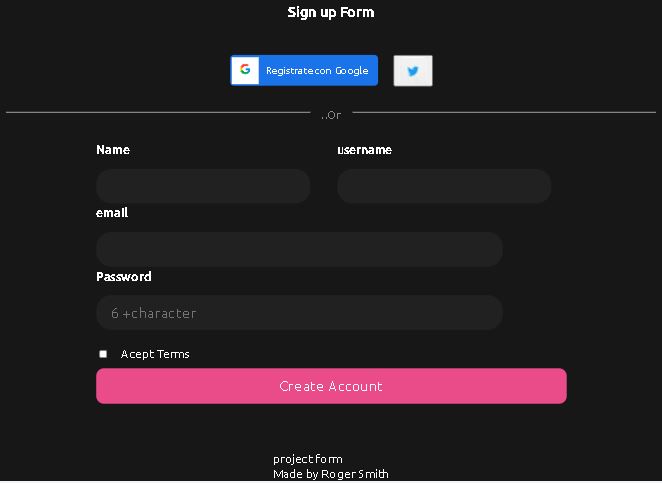 Sign up Form
Registrate con Google
..Or
Name
username
email
Password
6 +character
Acept Terms
Create Account
project form
Made by Roger Smith